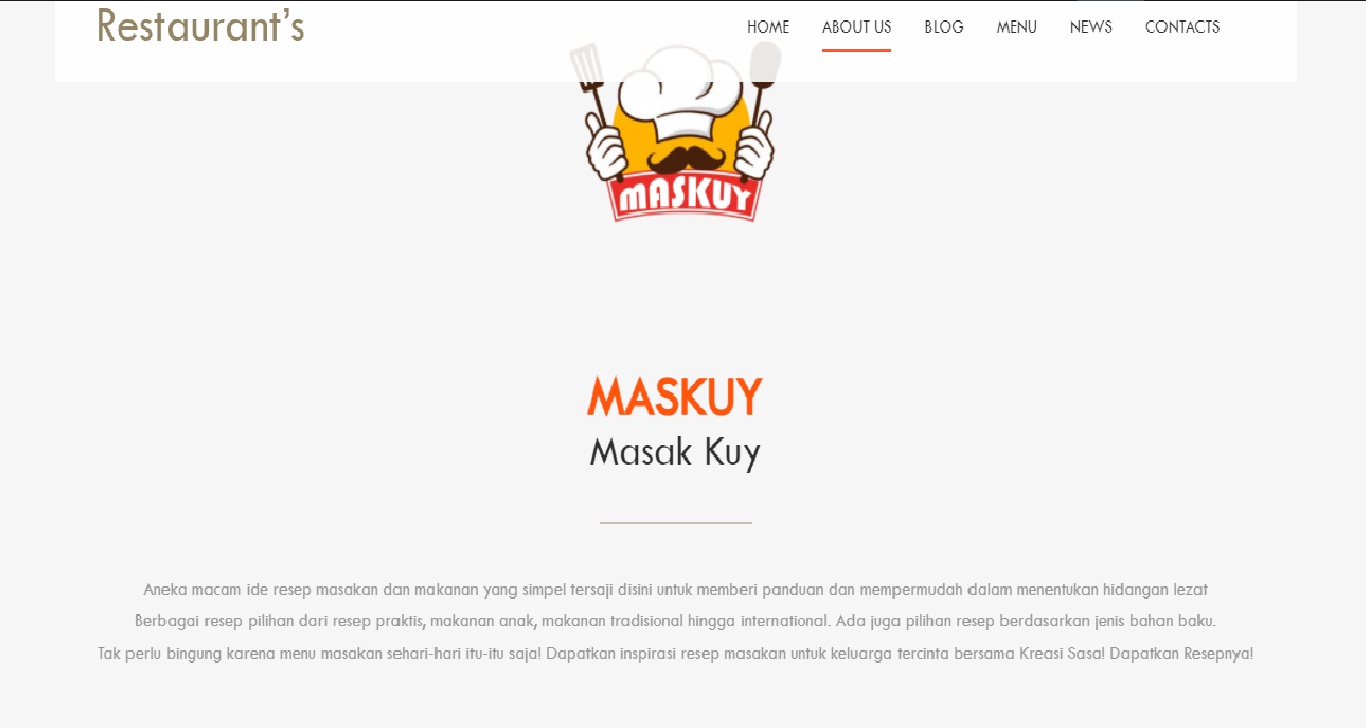 Restaurant's
HOME ABOUT US BLOG MENU NEWS CONTACTS
MASKUY
MASKUY
Masak Kuy
Aneka macam ide resep masakan dan makanan yang simpel tersaji disini untuk memberi panduan dan mempermudah dalam menentukan hidangan lezat
Berbagai resep pilihan dari resep praktis, makanan anak, makanan tradisional hingga international. Ada juga pilihan resep berdasarkan jenis bahan baku.
Tak perlu bingung karena menu masakan sehari-hari itu-itu saja! Dapatkan inspirasi resep masakan untuk keluarga tercinta bersama Kreasi Sasa! Dapatkan Resepnya!